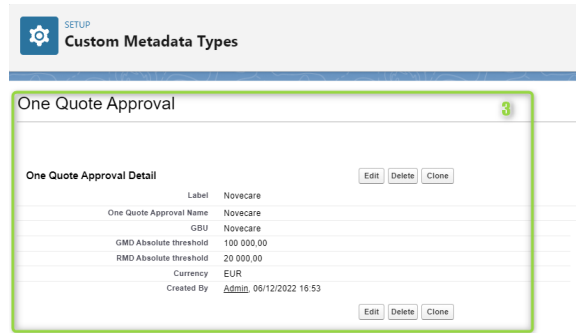 SETUP
Custom Metadata Types
One Quote Approval
3
One Quote Approval Detail
Edit Delete Clone
Label Novecare
One Quote Approval Name Novecare
GBU Novecare
GMD Absolute threshold 100 000,00
RMD Absolute threshold 20 000,00
Currency EUR
Created By Admin, 06/12/2022 16:53
Edit Delete Clone